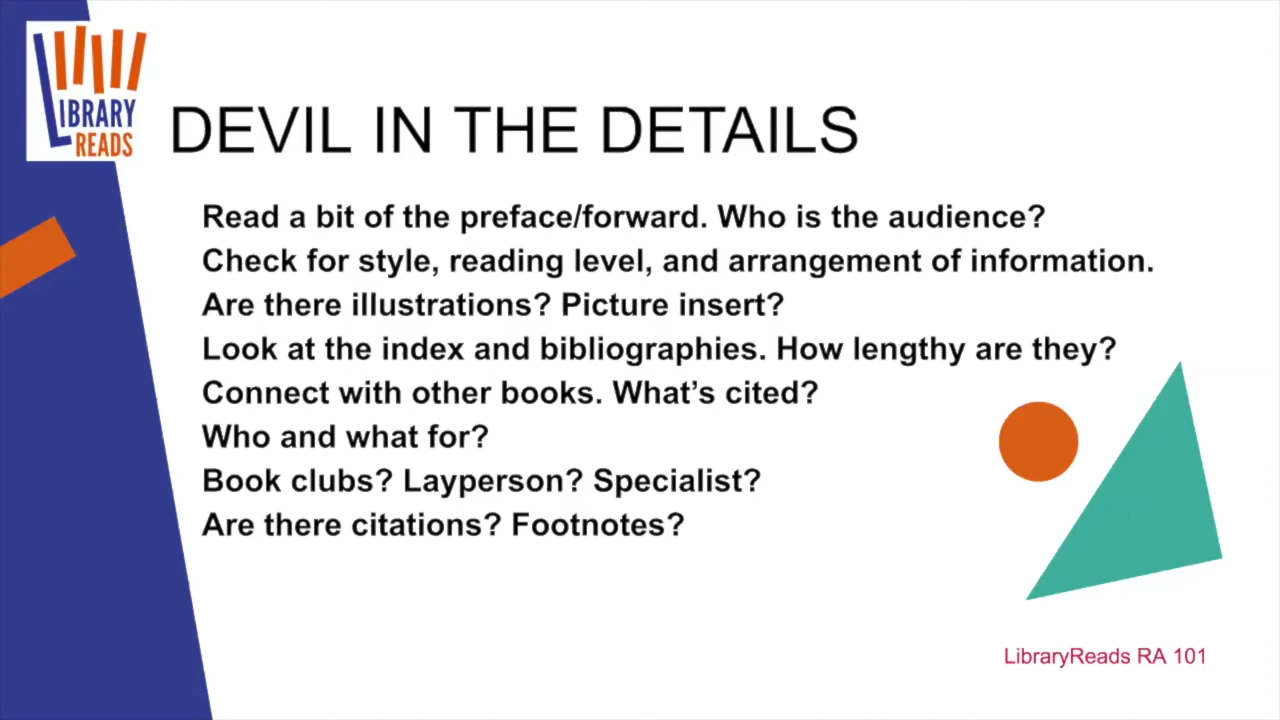 LIBRARY
READS
DEVIL IN THE DETAILS
Read a bit of the preface/forward. Who is the audience?
Check for style, reading level, and arrangement of information.
Are there illustrations? Picture insert?
Look at the index and bibliographies. How lengthy are they?
Connect with other books. What’s cited?
Who and what for?
Book clubs? Layperson? Specialist?
Are there citations? Footnotes?
LibraryReads RA 101